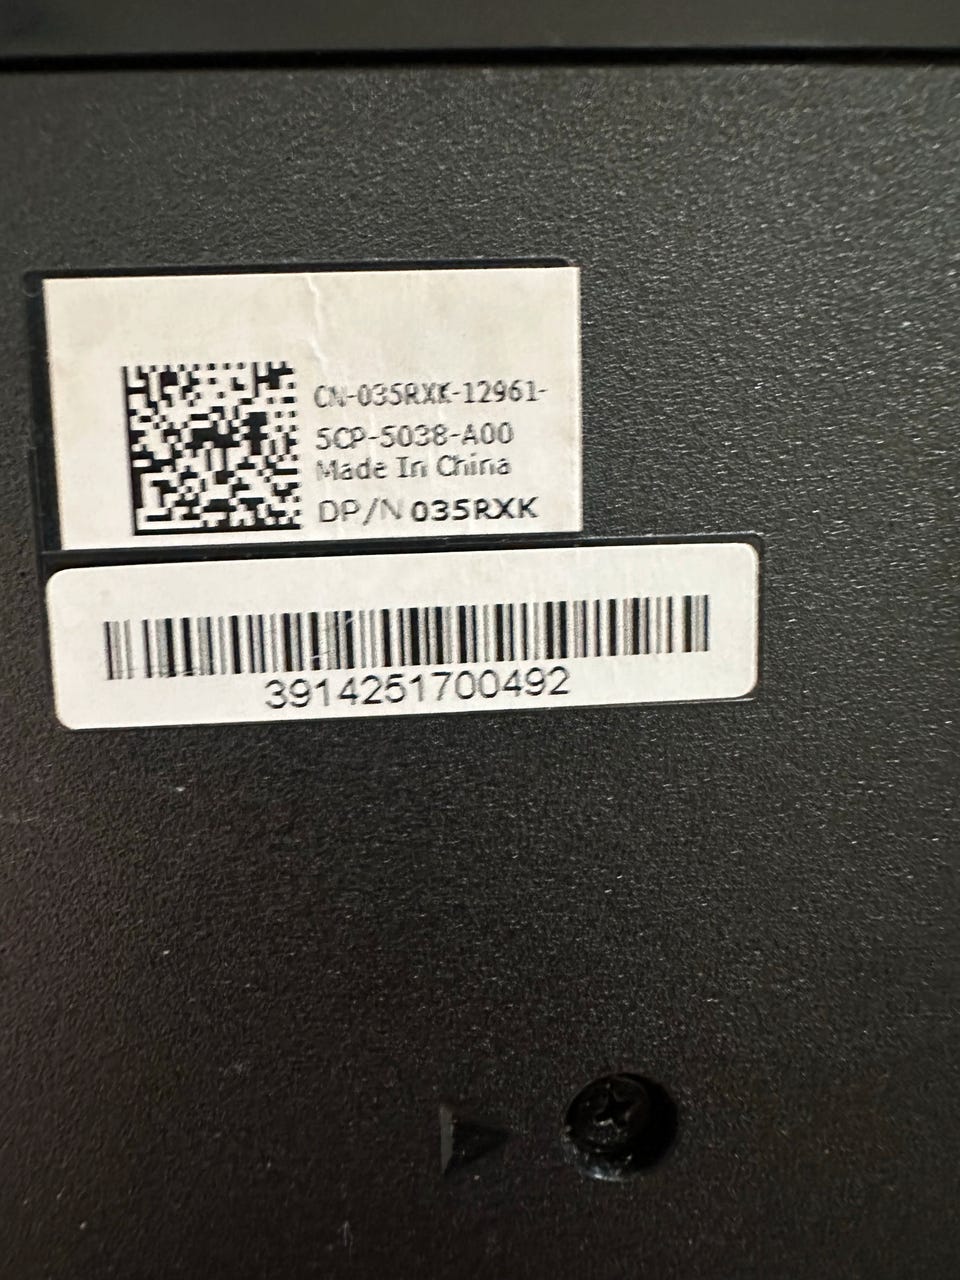 CN-035RXK-12961-
5CP-5038-A00
Made In China
DP/N 035RXK
3914251700492